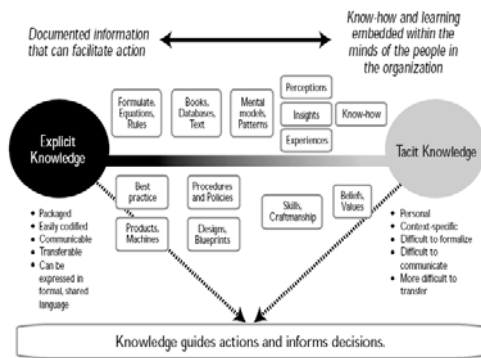 Documented information
that can facilitate action
Know-how and learning
embedded within the
minds of the people in
the organization
Formulate,
Equations,
Rules
Books,
Databases,
Text
Mental
models,
Patterns
Perceptions
Insights
Know-how
Experiences
Explicit
Knowledge
Tacit Knowledge
Best
practice
Procedures
and Policies
Products,
Machines
Designs,
Blueprints
Skills,
Craftmanship
Beliefs,
Values
• Packaged
• Easily codified
• Communicable
• Transferable
• Can be
expressed in
formal, shared
language
• Personal
• Context-specific
• Difficult to formalize
• Difficult to
communicate
• More difficult to
transfer
Knowledge guides actions and informs decisions.